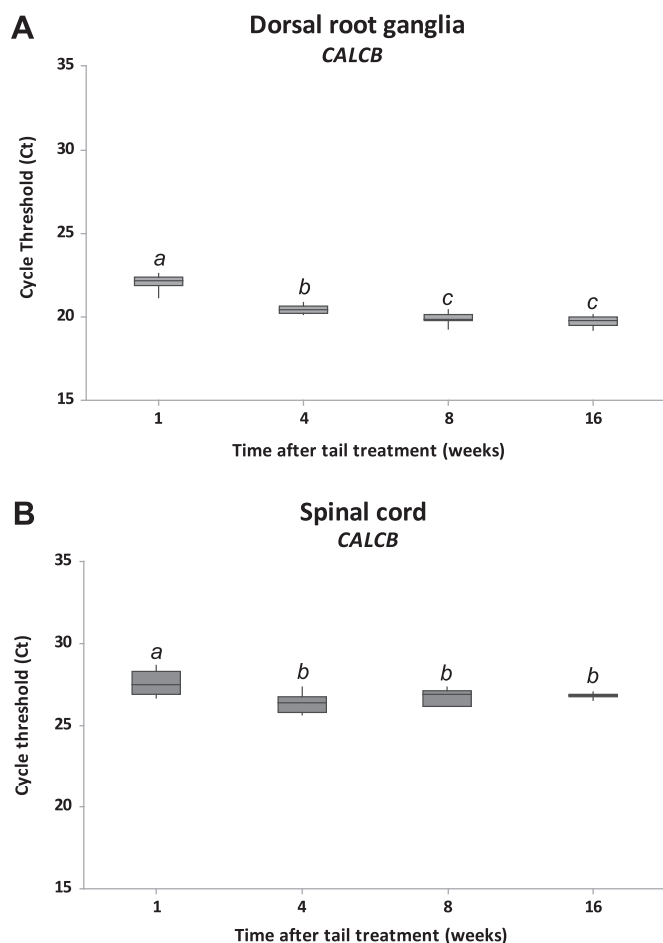 A
Dorsal root ganglia
CALCB
35
30
25
20
15
Cycle Threshold (Ct)
a
b
c
c
1 4 8 16
Time after tail treatment (weeks)
B
Spinal cord
CALCB
35
30
25
20
15
Cycle threshold (Ct)
a
b
b
b
1 4 8 16
Time after tail treatment (weeks)